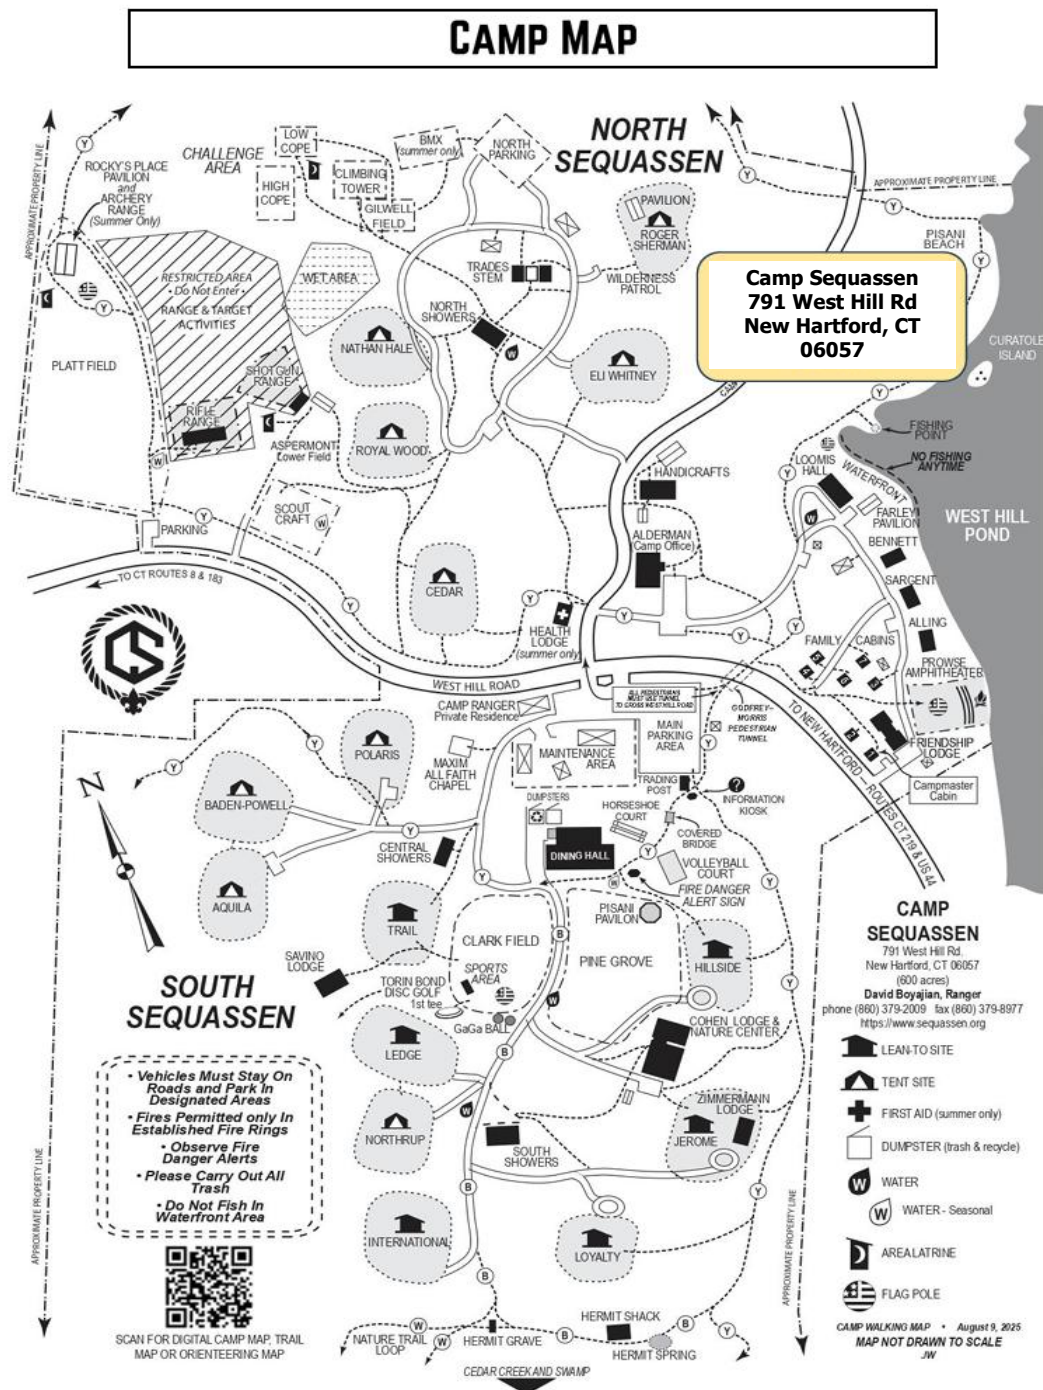 CAMP MAP
NORTH
SEQUASSEN
CHALLENGE
AREA
LOW
COPE
HIGH
COPE
CLIMBING
TOWER
GILWELL
FIELD
BMX
(summer only)
NORTH
PARKING
APPROXIMATE PROPERTY LINE
Y
ROCKY'S PLACE
PAVILION
and
ARCHERY
RANGE
(Summer Only)
PAVILION
ROGER
SHERMAN
WILDERNESS
PATROL
TRADES
STEM
APPROXIMATE PROPERTY LINE
Y
Y
PISANI
BEACH
Y
Camp Sequassen
791 West Hill Rd
New Hartford, CT
06057
CURATOLE
ISLAND
RESTRICTED AREA
• Do Not Enter •
RANGE & TARGET
ACTIVITIES
WET AREA
Y
PLATT FIELD
NORTH
SHOWERS
W
NATHAN HALE
ELI WHITNEY
SHOTGUN
RANGE
RIFLE
RANGE
W
ASPERMONT
Lower Field
ROYAL WOOD
Y
FISHING
POINT
NO FISHING
ANYTIME
LOOMIS
HALL
WATERFRONT
FARLEY
PAVILION
WEST HILL
POND
HANDICRAFTS
ALDERMAN
(Camp Office)
W
BENNETT
SARGENT
ALLING
SCOUT
CRAFT
W
PARKING
Y
TO CT ROUTES 8 & 183
CEDAR
Y
Y
HEALTH
LODGE
(summer only)
Y
Y
FAMILY CABINS
PROWSE
AMPHITHEATER
CS
WEST HILL ROAD
ALL PEDESTRIANS
MUST USE TUNNEL
TO CROSS WEST HILL ROAD
GODFREY-
MORRIS
PEDESTRIAN
TUNNEL
TO NEW HARTFORD - ROUTES CT 219 & US 44
FRIENDSHIP
LODGE
Campmaster
Cabin
CAMP RANGER
Private Residence
MAIN
PARKING
AREA
MAINTENANCE
AREA
MAXIM
ALL FAITH
CHAPEL
Y
POLARIS
Y
Y
N
BADEN-POWELL
Y
CENTRAL
SHOWERS
AQUILA
DUMPSTERS
DINING HALL
HORSESHOE
COURT
TRADING
POST
?
INFORMATION
KIOSK
COVERED
BRIDGE
Y
Y
VOLLEYBALL
COURT
FIRE DANGER
ALERT SIGN
W
Y
PISANI
PAVILON
TRAIL
CLARK FIELD
B
PINE GROVE
HILLSIDE
Y
SAVINO
LODGE
SPORTS
AREA
TORIN BOND
DISC GOLF
1st tee
GaGa BALL
W
COHEN LODGE &
NATURE CENTER
SOUTH
SEQUASSEN
LEDGE
B
NORTHRUP
W
SOUTH
SHOWERS
ZIMMERMANN
LODGE
JEROME
Y
B
INTERNATIONAL
LOYALTY
B
HERMIT SHACK
B
HERMIT SPRING
B
Y
NATURE TRAIL
LOOP
W
W
HERMIT GRAVE
CEDAR CREEK AND SWAMP
APPROXIMATE PROPERTY LINE
APPROXIMATE PROPERTY LINE
• Vehicles Must Stay On
Roads and Park In
Designated Areas
• Fires Permitted only In
Established Fire Rings
• Observe Fire
Danger Alerts
• Please Carry Out All
Trash
• Do Not Fish In
Waterfront Area
SCAN FOR DIGITAL CAMP MAP, TRAIL
MAP OR ORIENTEERING MAP
CAMP
SEQUASSEN
791 West Hill Rd.
New Hartford, CT 06057
(600 acres)
David Boyajian, Ranger
phone (860) 379-2009 fax (860) 379-8977
https://www.sequassen.org
LEAN-TO SITE
TENT SITE
FIRST AID (summer only)
DUMPSTER (trash & recycle)
W WATER
W WATER - Seasonal
AREA LATRINE
FLAG POLE
CAMP WALKING MAP • August 9, 2025
MAP NOT DRAWN TO SCALE
JW